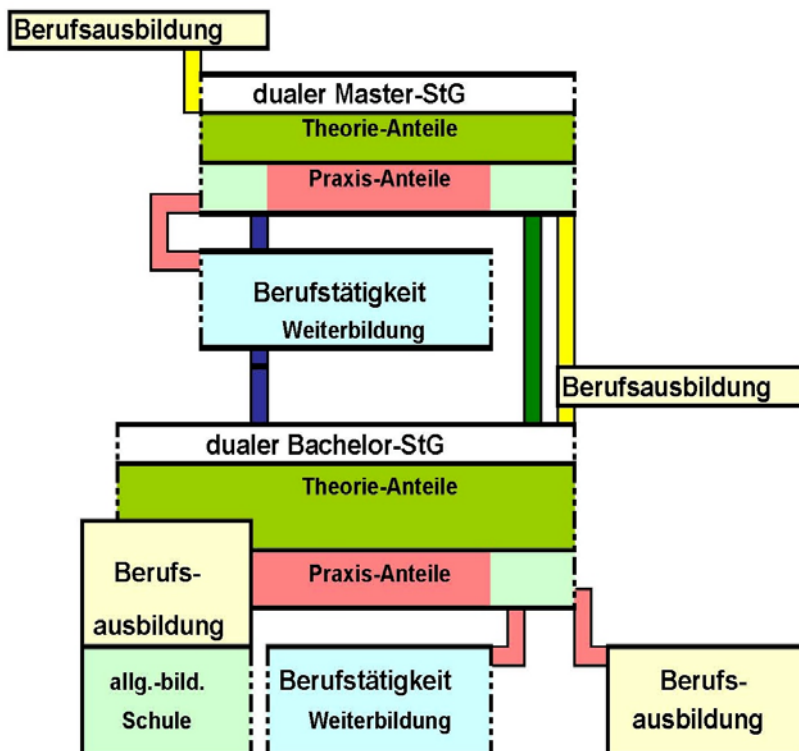 Berufsausbildung
dualer Master-StG
Theorie-Anteile
Praxis-Anteile
Berufstätigkeit
Weiterbildung
Berufsausbildung
dualer Bachelor-StG
Theorie-Anteile
Praxis-Anteile
Berufs-
ausbildung
allg.-bild.
Schule
Berufstätigkeit
Weiterbildung
Berufs-
ausbildung